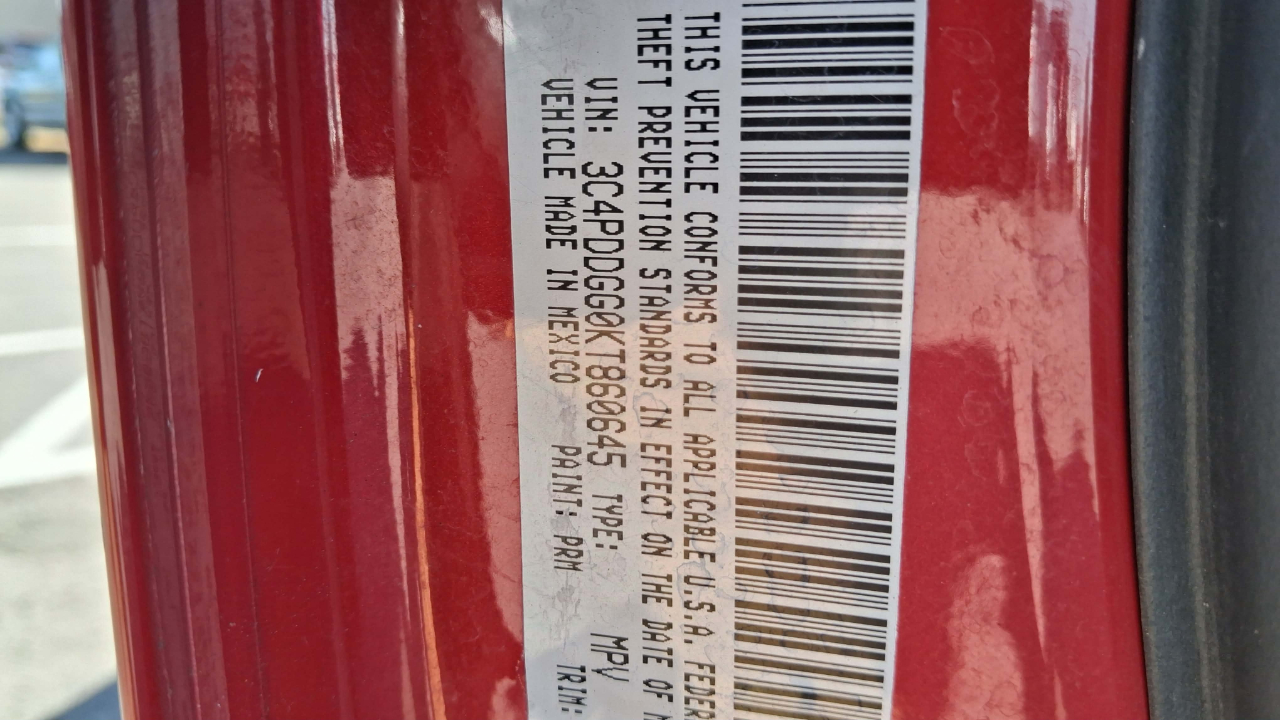 THIS VEHICLE CONFORMS TO ALL APPLICABLE U.S.A. FEDER
THEFT PREVENTION STANDARDS IN EFFECT ON THE DATE OF
VIN: 3C4PDDGG0KT860645 TYPE: MPV
VEHICLE MADE IN MEXICO PAINT: PRM TRIM: